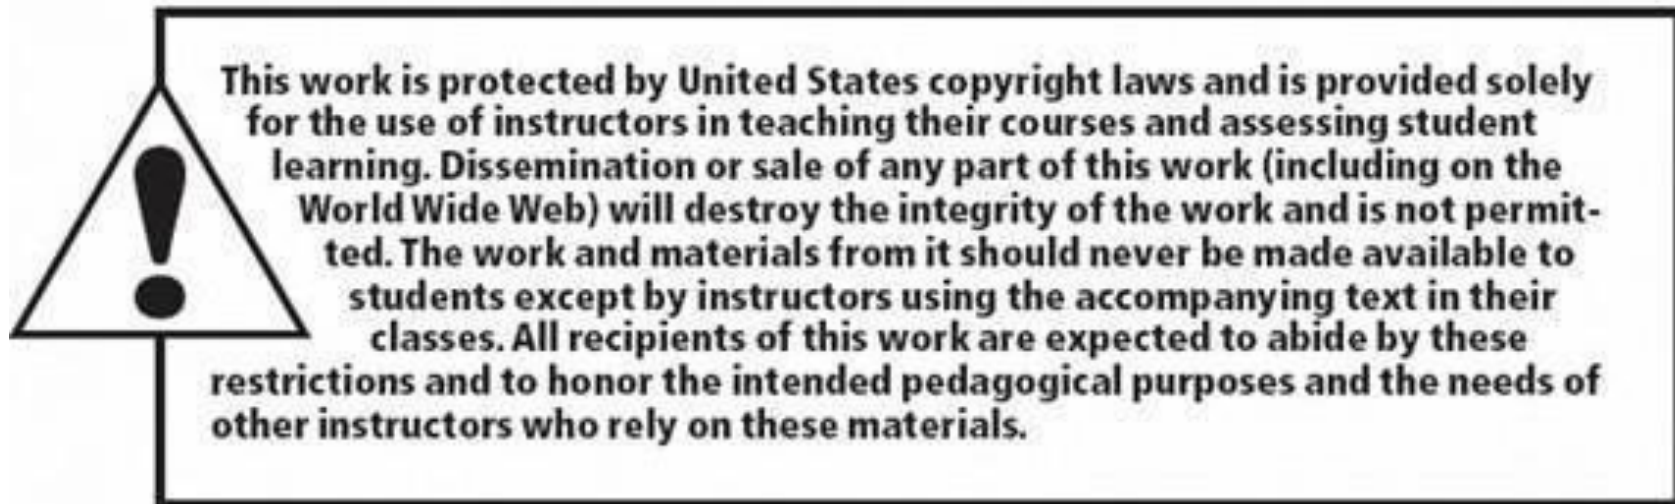 This work is protected by United States copyright laws and is provided solely
for the use of instructors in teaching their courses and assessing student
learning. Dissemination or sale of any part of this work (including on the
World Wide Web) will destroy the integrity of the work and is not permit-
ted. The work and materials from it should never be made available to
students except by instructors using the accompanying text in their
classes. All recipients of this work are expected to abide by these
restrictions and to honor the intended pedagogical purposes and the needs of
other instructors who rely on these materials.